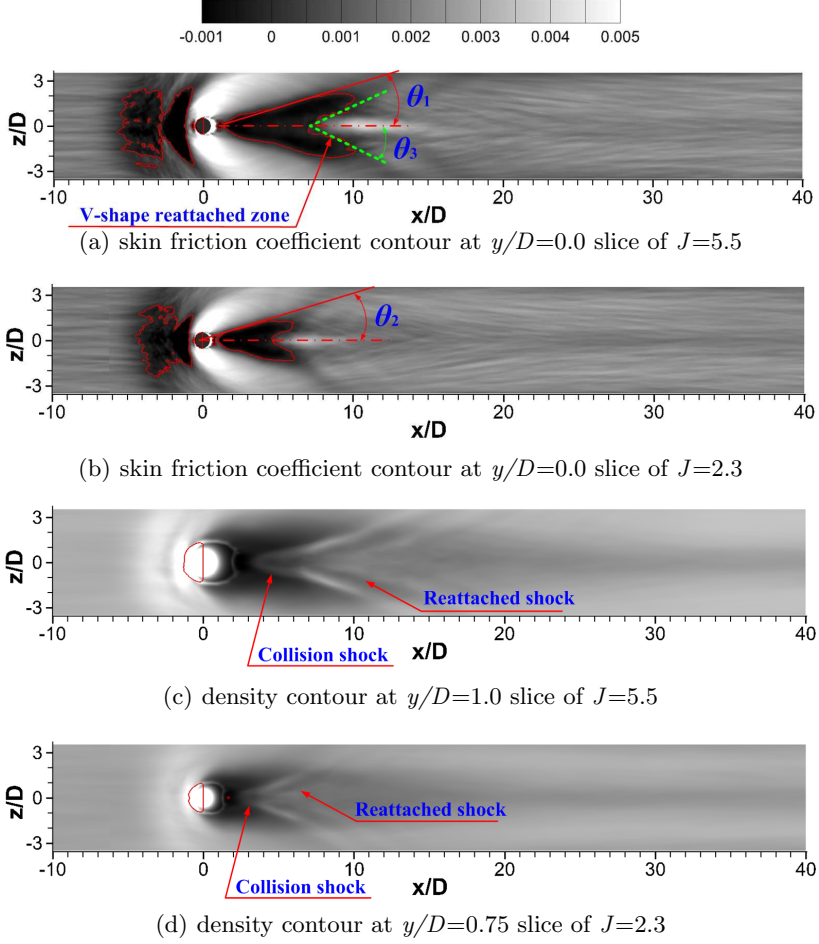 -0.001 0 0.001 0.002 0.003 0.004 0.005
z/D
3
0
-3
θ1
θ3
-10 0 10 20 30 40
V-shape reattached zone
x/D
(a) skin friction coefficient contour at y/D=0.0 slice of J=5.5
z/D
3
0
-3
θ2
-10 0 10 20 30 40
x/D
(b) skin friction coefficient contour at y/D=0.0 slice of J=2.3
z/D
3
0
-3
Reattached shock
-10 0 10 20 30 40
Collision shock
x/D
(c) density contour at y/D=1.0 slice of J=5.5
z/D
3
0
-3
Reattached shock
-10 0 10 20 30 40
Collision shock
x/D
(d) density contour at y/D=0.75 slice of J=2.3